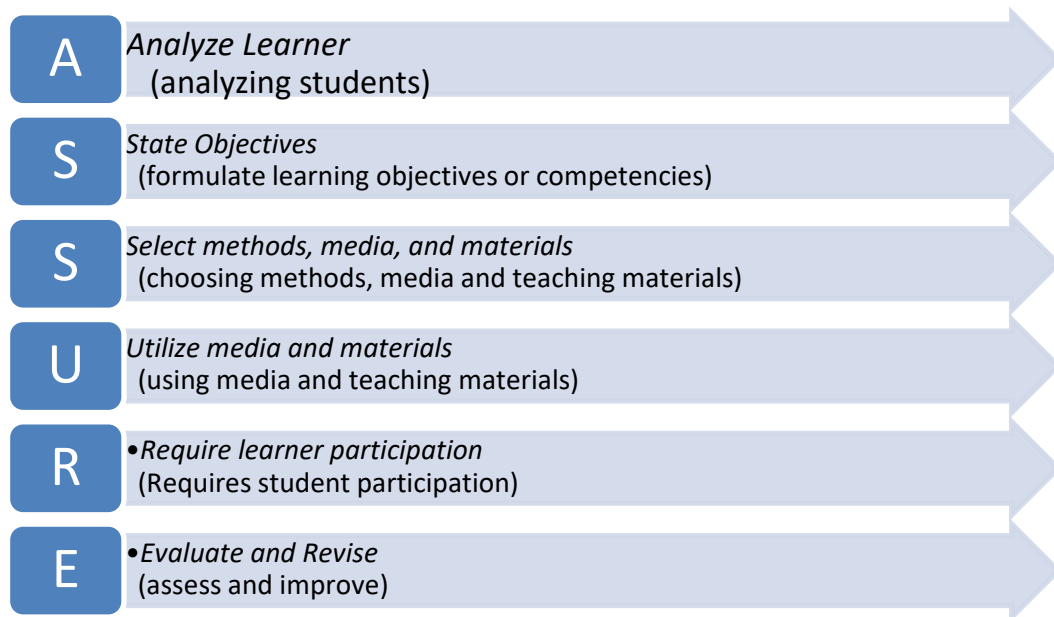 A
Analyze Learner
(analyzing students)
S
State Objectives
(formulate learning objectives or competencies)
S
Select methods, media, and materials
(choosing methods, media and teaching materials)
U
Utilize media and materials
(using media and teaching materials)
R
•Require learner participation
(Requires student participation)
E
•Evaluate and Revise
(assess and improve)